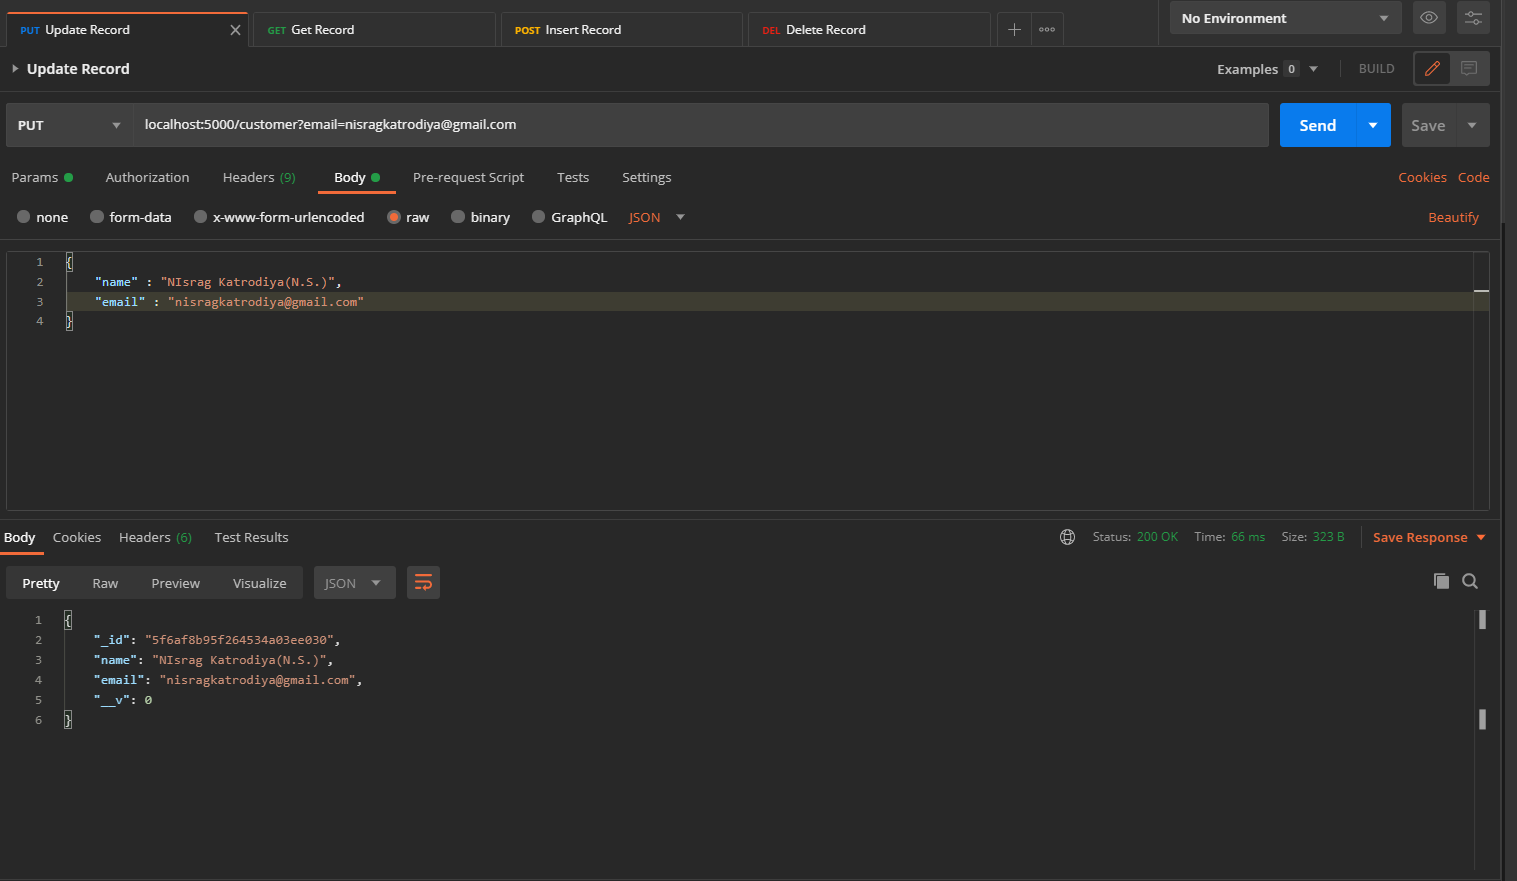 PUT Update Record GET Get Record POST Insert Record DEL Delete Record No Environment
Update Record Examples 0 BUILD
PUT localhost:5000/customer?email=nisragkatrodiya@gmail.com Send Save
Params Authorization Headers (9) Body Pre-request Script Tests Settings Cookies Code
none form-data x-www-form-urlencoded raw binary GraphQL JSON Beautify
1 {
2 "name" : "NIsrag Katrodiya(N.S.)",
3 "email" : "nisragkatrodiya@gmail.com"
4 }
Body Cookies Headers (6) Test Results Status: 200 OK Time: 66 ms Size: 323 B Save Response
Pretty Raw Preview Visualize JSON
1 {
2 "_id": "5f6af8b95f264534a03ee030",
3 "name": "NIsrag Katrodiya(N.S.)",
4 "email": "nisragkatrodiya@gmail.com",
5 "__v": 0
6 }